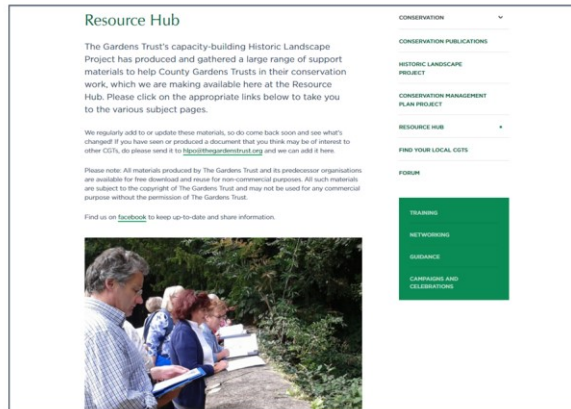 Resource Hub
The Gardens Trust's capacity-building Historic Landscape
Project has produced and gathered a large range of support
materials to help County Gardens Trusts in their conservation
work, which we are making available here at the Resource
Hub. Please click on the appropriate links below to take you
to the various subject pages.
We regularly add to or update these materials, so do come back soon and see what's
changed! If you have seen or produced a document that you think may be of interest to
other CGTs, do please send it to hlpo@thegardenstrust.org and we can add it here.
Please note: All materials produced by The Gardens Trust and its predecessor organisations
are available for free download and reuse for non-commercial purposes. All such materials
are subject to the copyright of The Gardens Trust and may not be used for any commercial
purpose without the permission of The Gardens Trust.
Find us on facebook to keep up-to-date and share information.
CONSERVATION
CONSERVATION PUBLICATIONS
HISTORIC LANDSCAPE
PROJECT
CONSERVATION MANAGEMENT
PLAN PROJECT
RESOURCE HUB
FIND YOUR LOCAL CGTS
FORUM
TRAINING
NETWORKING
GUIDANCE
CAMPAIGNS AND
CELEBRATIONS